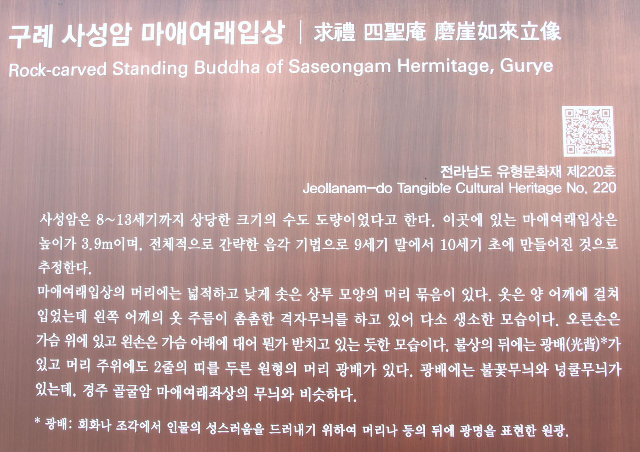 구례 사성암 마애여래입상 | 求禮 四聖庵 磨崖如來立像
Rock-carved Standing Buddha of Saseongam Hermitage, Gurye
전라남도 유형문화재 제220호
Jeollanam-do Tangible Cultural Heritage No. 220
사성암은 8~13세기까지 상당한 크기의 수도 도량이었다고 한다. 이곳에 있는 마애여래입상은
높이가 3.9m이며, 전체적으로 간략한 음각 기법으로 9세기 말에서 10세기 초에 만들어진 것으로
추정한다.
마애여래입상의 머리에는 넓적하고 낮게 솟은 상투 모양의 머리 묶음이 있다. 옷은 양 어깨에 걸쳐
입었는데 왼쪽 어깨의 옷 주름이 촘촘한 격자무늬를 하고 있어 다소 생소한 모습이다. 오른손은
가슴 위에 있고 왼손은 가슴 아래에 대어 뭔가 받치고 있는 듯한 모습이다. 불상의 뒤에는 광배(光背)*가
있고 머리 주위에도 2줄의 띠를 두른 원형의 머리 광배가 있다. 광배에는 불꽃무늬와 넝쿨무늬가
있는데, 경주 골굴암 마애여래좌상의 무늬와 비슷하다.
* 광배: 회화나 조각에서 인물의 성스러움을 드러내기 위하여 머리나 등의 뒤에 광명을 표현한 원광.